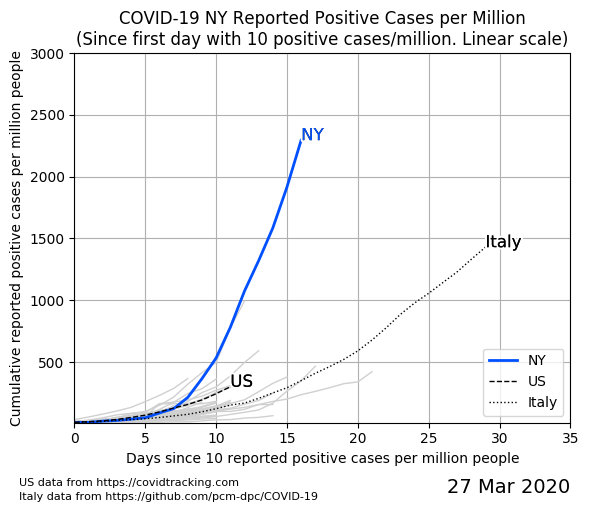 COVID-19 NY Reported Positive Cases per Million
(Since first day with 10 positive cases/million. Linear scale)
Cumulative reported positive cases per million people
3000
2500
2000
1500
1000
500
NY
Italy
US
NY
US
Italy
0 5 10 15 20 25 30 35
Days since 10 reported positive cases per million people
US data from https://covidtracking.com
Italy data from https://github.com/pcm-dpc/COVID-19
27 Mar 2020